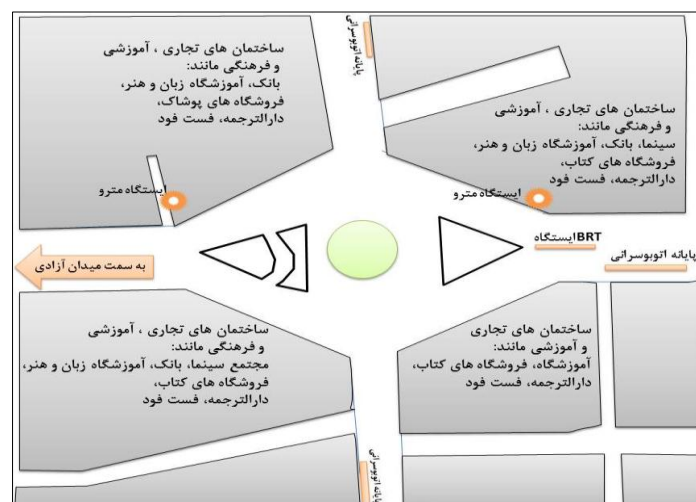 پایانه اتوبوسرانی
ساختمان های تجاری ، آموزشی
و فرهنگی مانند:
بانک، آموزشگاه زبان و هنر،
فروشگاه های پوشاک،
دارالترجمه، فست فود
ساختمان های تجاری ، آموزشی
و فرهنگی مانند:
سینما، بانک، آموزشگاه زبان و هنر،
فروشگاه های کتاب،
دارالترجمه، فست فود
ایستگاه مترو
ایستگاه مترو
ایستگاهBRT
پایانه اتوبوسرانی
به سمت میدان آزادی
ساختمان های تجاری
و آموزشی مانند:
آموزشگاه، فروشگاه های کتاب،
دارالترجمه، فست فود
ساختمان های تجاری ، آموزشی
و فرهنگی مانند:
مجتمع سینما، بانک، آموزشگاه زبان و هنر،
فروشگاه های کتاب،
دارالترجمه، فست فود
پایانه اتوبوسرانی